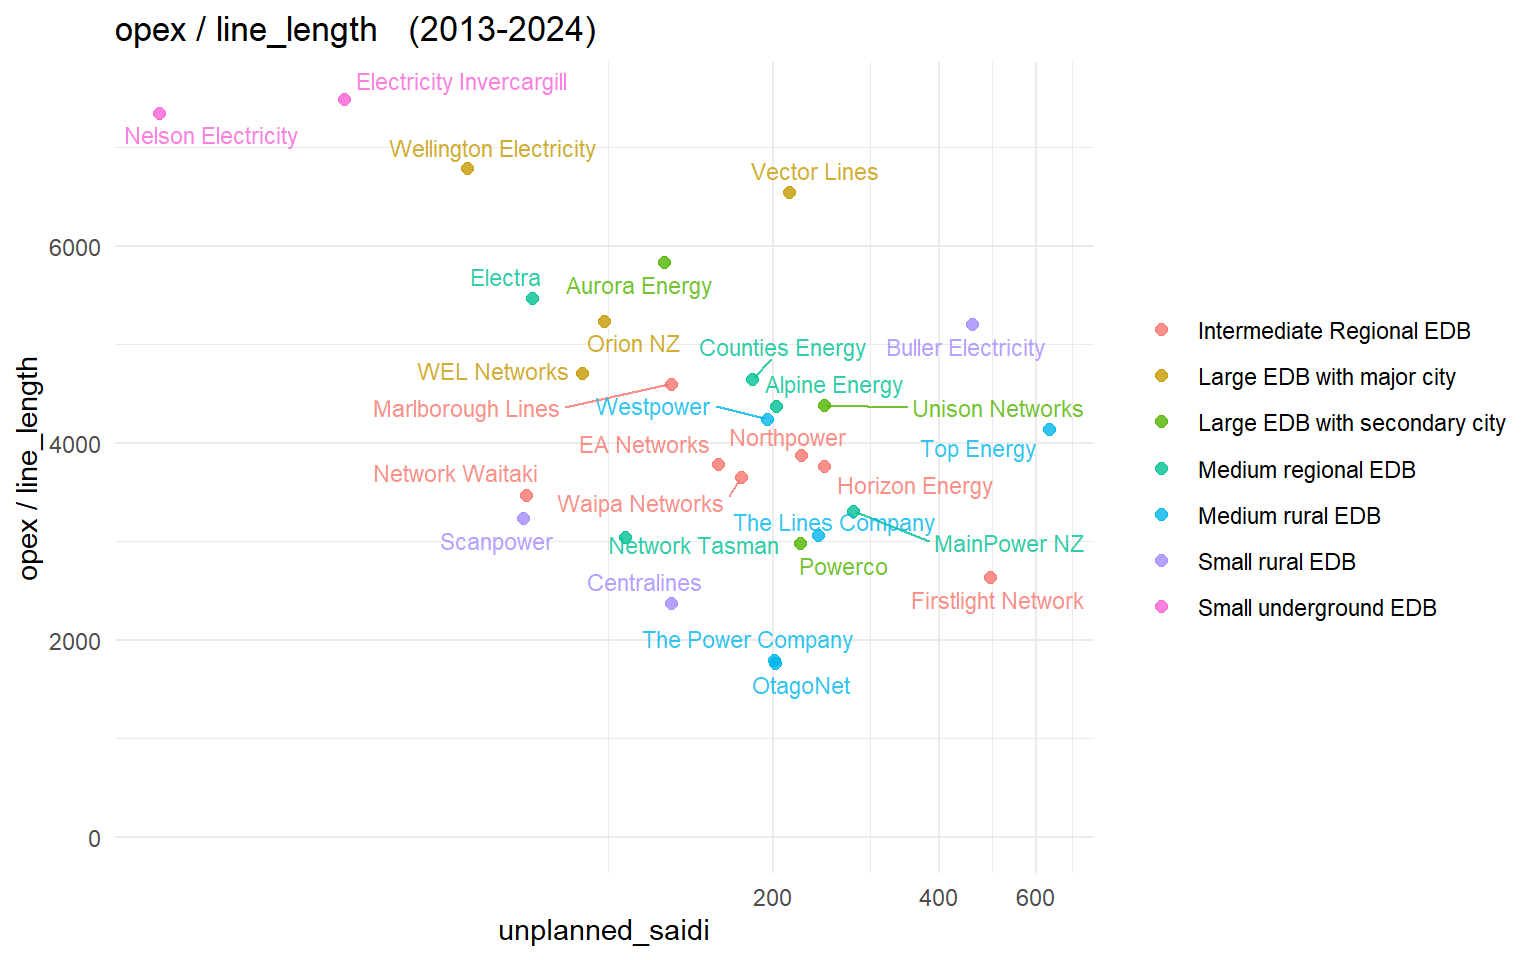 opex / line_length (2013-2024)
Electricity Invercargill
Nelson Electricity
Wellington Electricity
Vector Lines
6000
Electra
Aurora Energy
Orion NZ
Counties Energy
Buller Electricity
WEL Networks
Alpine Energy
Marlborough Lines
Westpower
Unison Networks
4000
EA Networks
Northpower
Top Energy
Network Waitaki
Horizon Energy
Waipa Networks
The Lines Company
Scanpower
Network Tasman
MainPower NZ
Powerco
Centralines
Firstlight Network
2000
The Power Company
OtagoNet
0
200
400
600
unplanned_saidi
opex / line_length
Intermediate Regional EDB
Large EDB with major city
Large EDB with secondary city
Medium regional EDB
Medium rural EDB
Small rural EDB
Small underground EDB